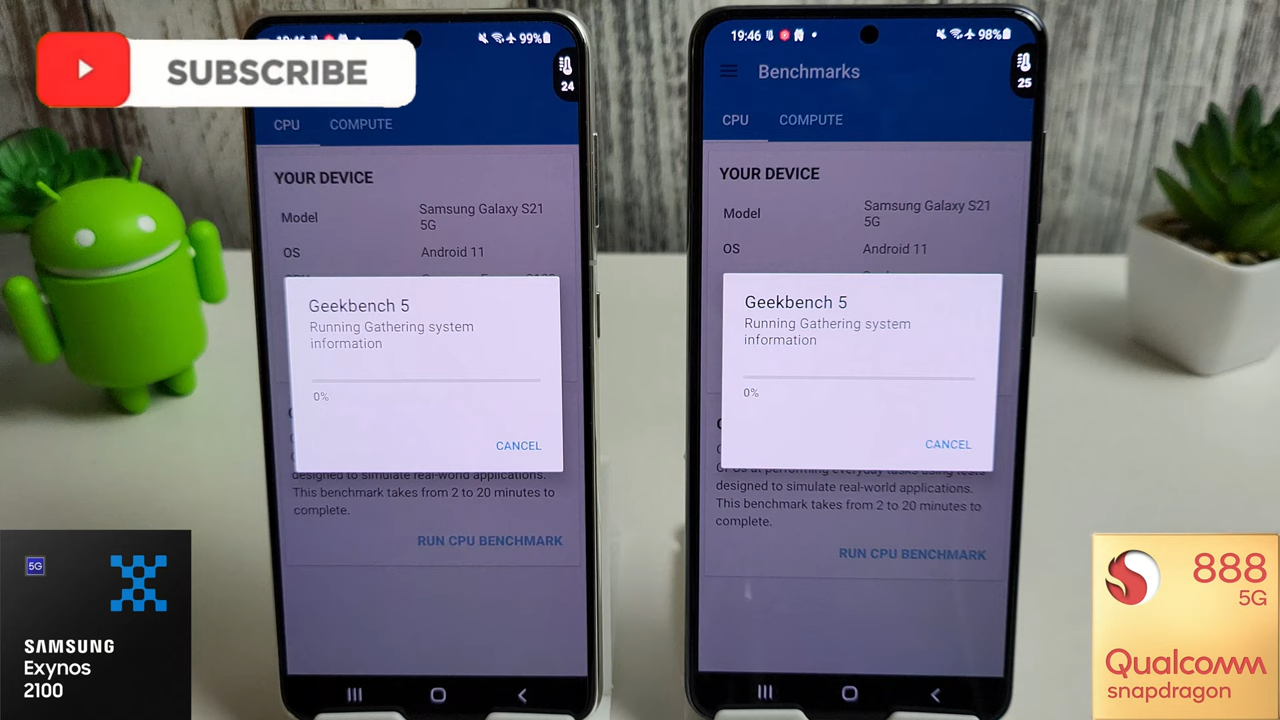 SUBSCRIBE
99%
24
CPU COMPUTE
YOUR DEVICE
Model
Samsung Galaxy S21
5G
OS
Android 11
Geekbench 5
Running Gathering system
information
0%
CANCEL
designed to simulate real-world applications.
This benchmark takes from 2 to 20 minutes to
complete.
RUN CPU BENCHMARK
19:46
98%
25
Benchmarks
CPU COMPUTE
YOUR DEVICE
Model
Samsung Galaxy S21
5G
OS
Android 11
Geekbench 5
Running Gathering system
information
0%
CANCEL
designed to simulate real-world applications.
This benchmark takes from 2 to 20 minutes to
complete.
RUN CPU BENCHMARK
5G
SAMSUNG
Exynos
2100
888
5G
Qualcomm
snapdragon